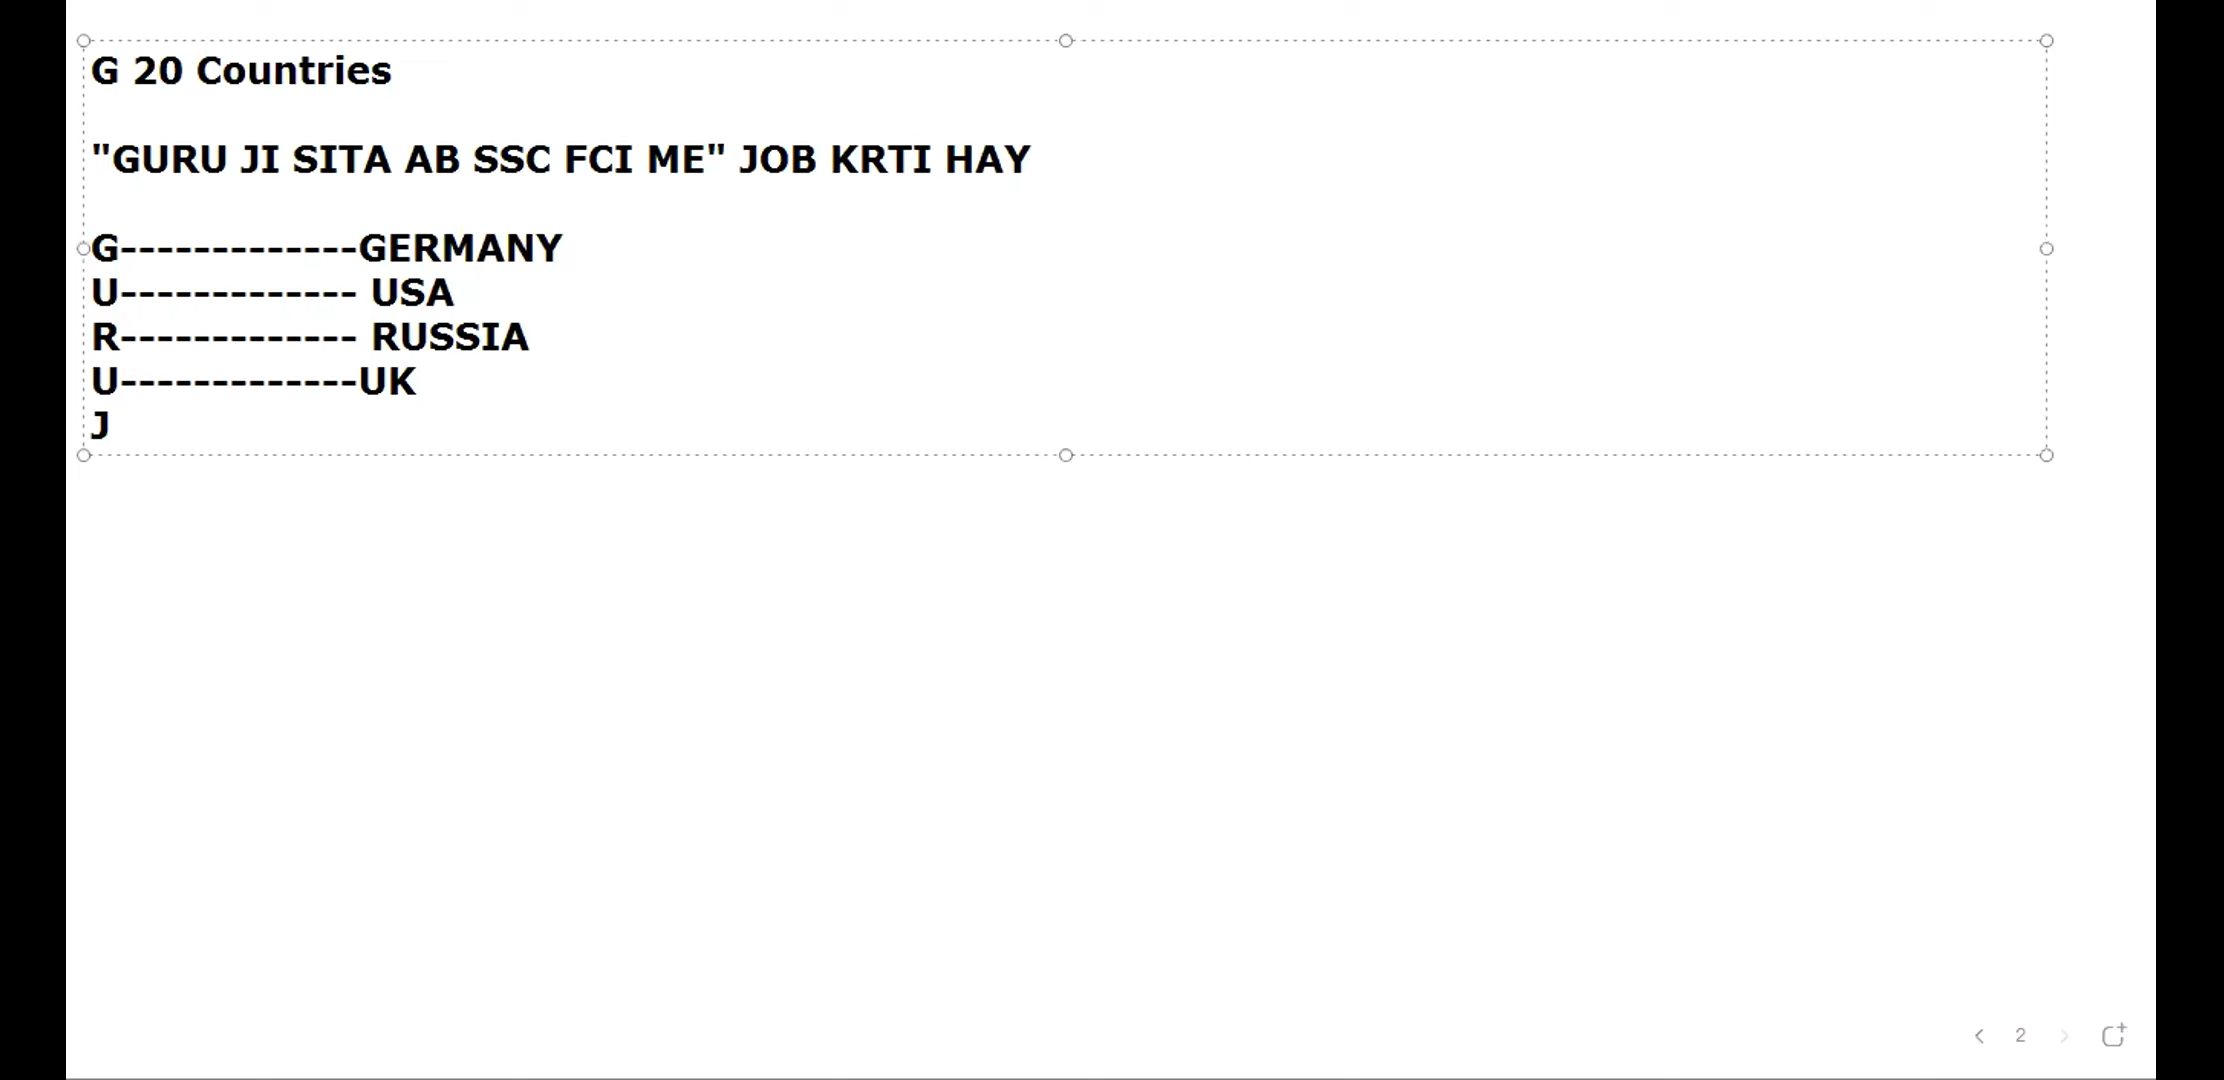 G 20 Countries
"GURU JI SITA AB SSC FCI ME" JOB KRTI HAY
G-------------GERMANY
U------------- USA
R------------- RUSSIA
U-------------UK
J
2